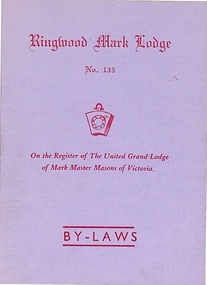 Ringwood Mark Lodge
No. 135
On the Register of The United Grand Lodge
of Mark Master Masons of Victoria.
BY-LAWS